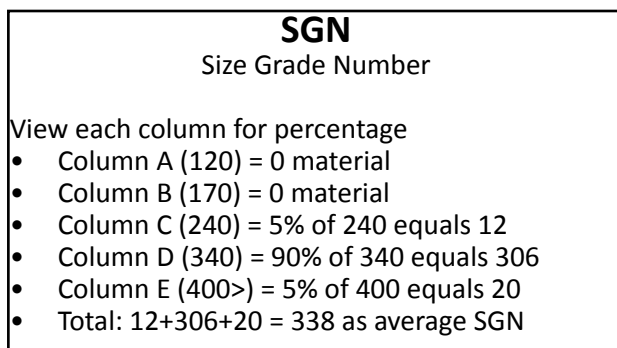 SGN
Size Grade Number
View each column for percentage
• Column A (120) = 0 material
• Column B (170) = 0 material
• Column C (240) = 5% of 240 equals 12
• Column D (340) = 90% of 340 equals 306
• Column E (400>) = 5% of 400 equals 20
• Total: 12+306+20 = 338 as average SGN